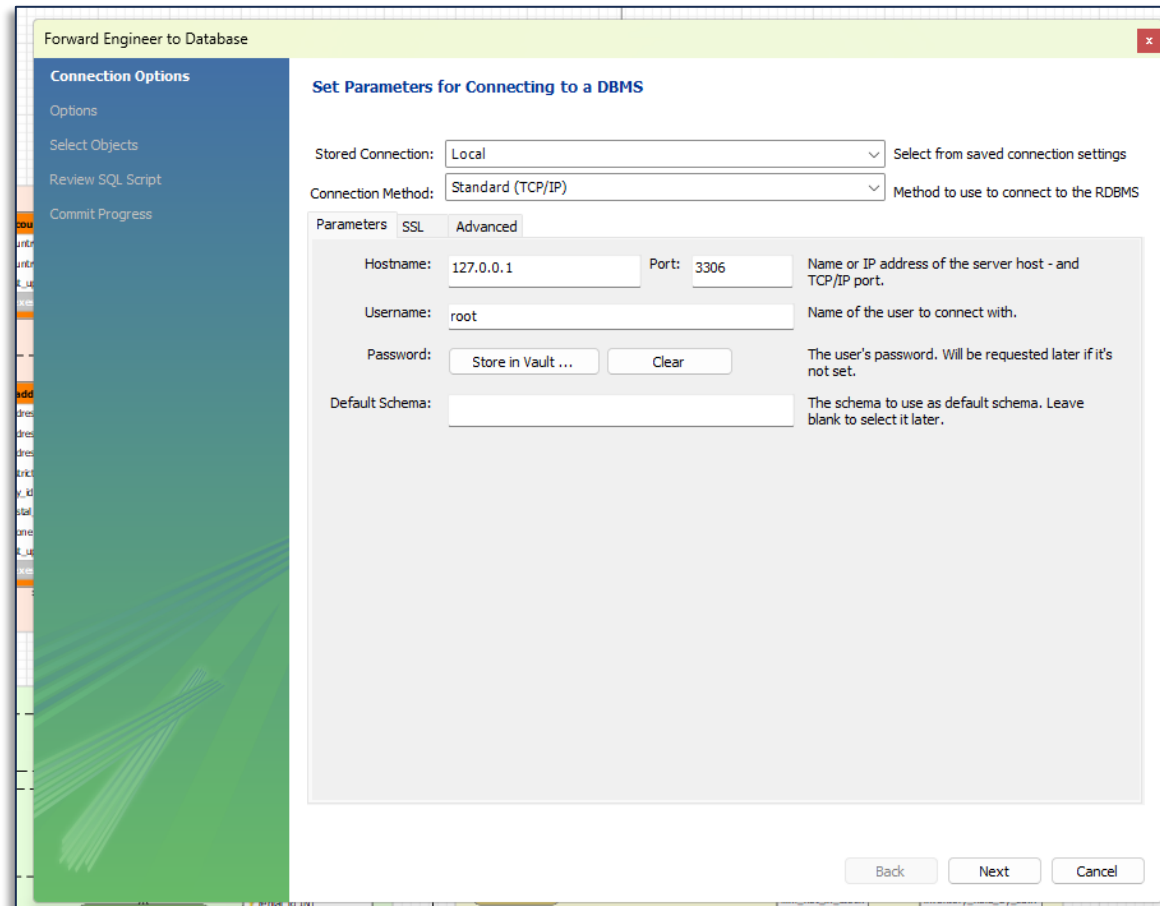 Forward Engineer to Database
x
Connection Options
Options
Select Objects
Review SQL Script
Commit Progress
Set Parameters for Connecting to a DBMS
Stored Connection: Local Select from saved connection settings
Connection Method: Standard (TCP/IP) Method to use to connect to the RDBMS
Parameters SSL Advanced
Hostname: 127.0.0.1 Port: 3306 Name or IP address of the server host - and
TCP/IP port.
Username: root Name of the user to connect with.
Password: Store in Vault ... Clear The user's password. Will be requested later if it's
not set.
Default Schema: The schema to use as default schema. Leave
blank to select it later.
Back Next Cancel